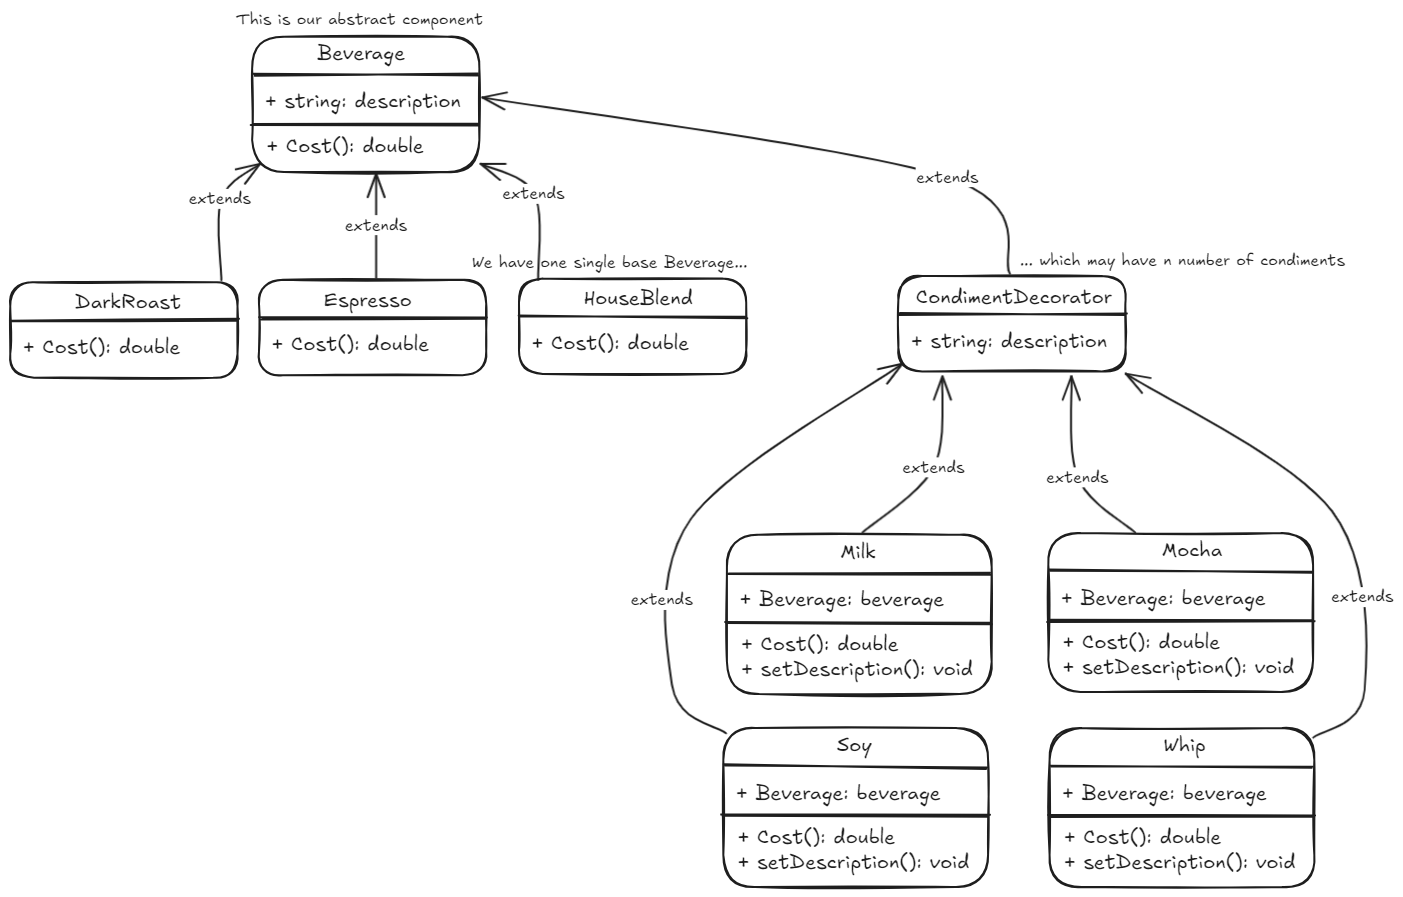 This is our abstract component
Beverage
+ string: description
+ Cost(): double
extends
extends
extends
extends
We have one single base Beverage...
... which may have n number of condiments
DarkRoast
+ Cost(): double
Espresso
+ Cost(): double
HouseBlend
+ Cost(): double
CondimentDecorator
+ string: description
extends
extends
extends
extends
Milk
+ Beverage: beverage
+ Cost(): double
+ setDescription(): void
Mocha
+ Beverage: beverage
+ Cost(): double
+ setDescription(): void
Soy
+ Beverage: beverage
+ Cost(): double
+ setDescription(): void
Whip
+ Beverage: beverage
+ Cost(): double
+ setDescription(): void